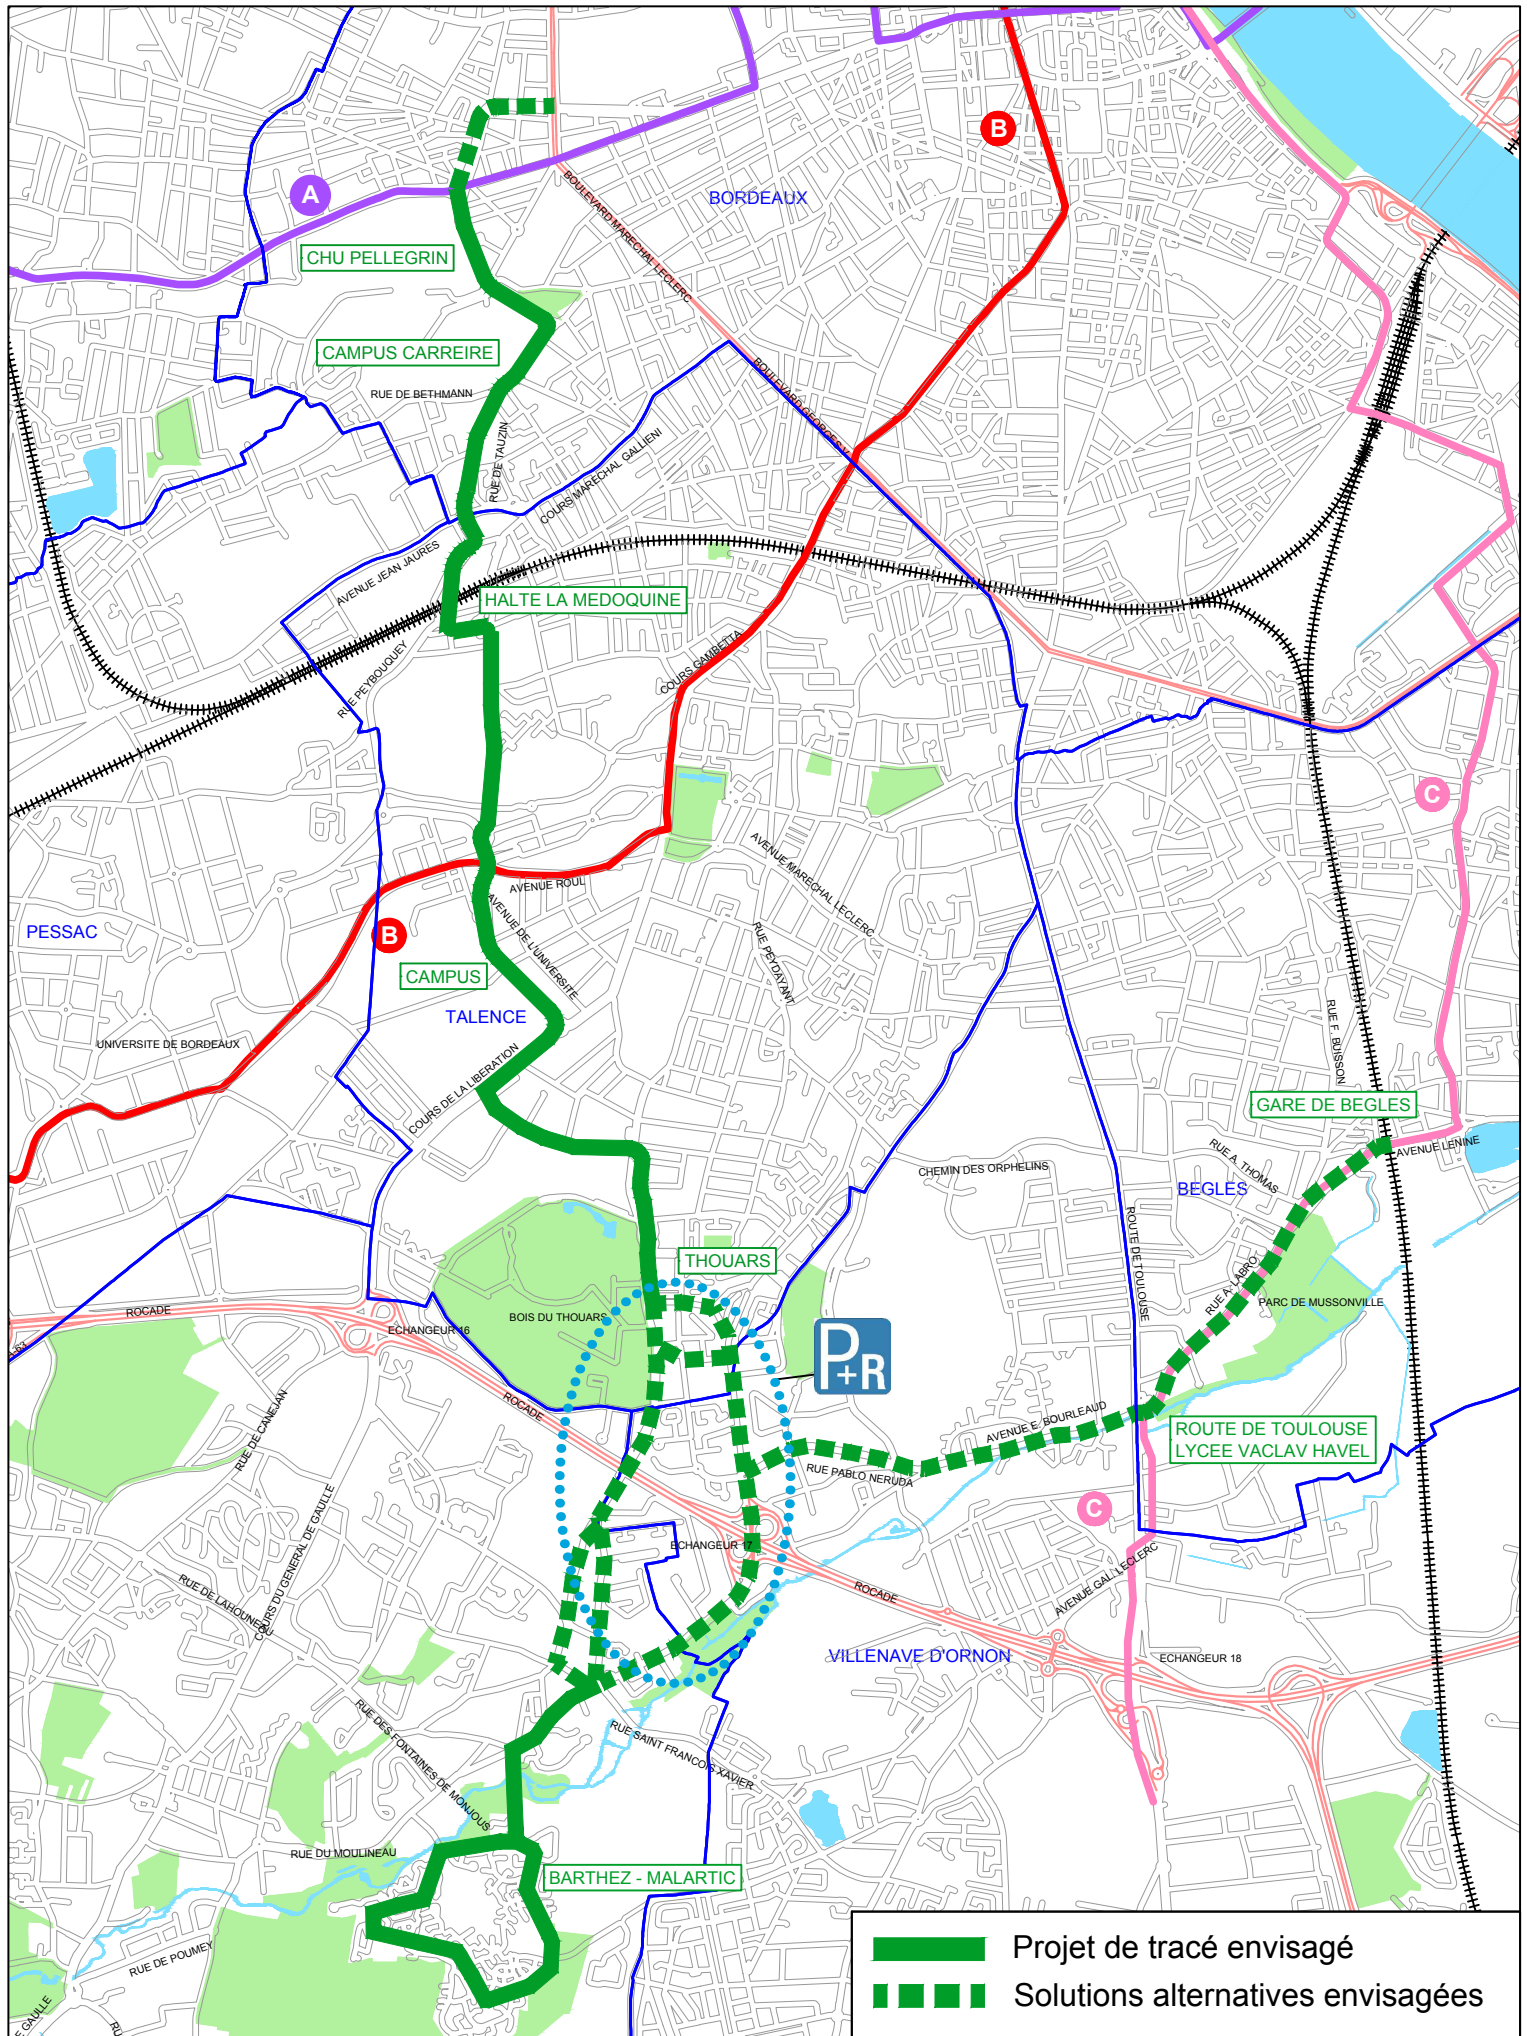 B
BOULEVARD MARECHAL LECLERC
BORDEAUX
A
CHU PELLEGRIN
CAMPUS CARREIRE
RUE DE BETHMANN
BOULEVARD GEORGES V
RUE DE TAUZIN
COURS MARECHAL GALLIENI
AVENUE JEAN JAURES
HALTE LA MEDOQUINE
RUE PEYBOUQUEY
COURS GAMBETTA
C
AVENUE MARECHAL LECLERC
AVENUE ROUL
PESSAC
B
AVENUE DE L'UNIVERSITE
RUE PEYDAYANT
CAMPUS
TALENCE
RUE F. BUISSON
UNIVERSITE DE BORDEAUX
COURS DE LA LIBERATION
GARE DE BEGLES
AVENUE LENINE
RUE A. THOMAS
CHEMIN DES ORPHELINS
BEGLES
ROUTE DE TOULOUSE
THOUARS
RUE A. LABRO
PARC DE MUSSONVILLE
ROCADE
BOIS DU THOUARS
ECHANGEUR 16
P+R
ROCADE
RUE DE CANEJAN
AVENUE E. BOURLEAUD
ROUTE DE TOULOUSE
LYCEE VACLAV HAVEL
RUE PABLO NERUDA
C
COURS DU GENERAL DE GAULLE
ECHANGEUR 17
AVENUE GAL. LECLERC
RUE DE LAHOUNEAU
ROCADE
VILLENAVE D'ORNON
ECHANGEUR 18
RUE DES FONTAINES DE MONJOUS
RUE SAINT FRANCOIS XAVIER
RUE DU MOULINEAU
BARTHEZ - MALARTIC
RUE DE POUMEY
E GAULLE
RU
Projet de tracé envisagé
Solutions alternatives envisagées